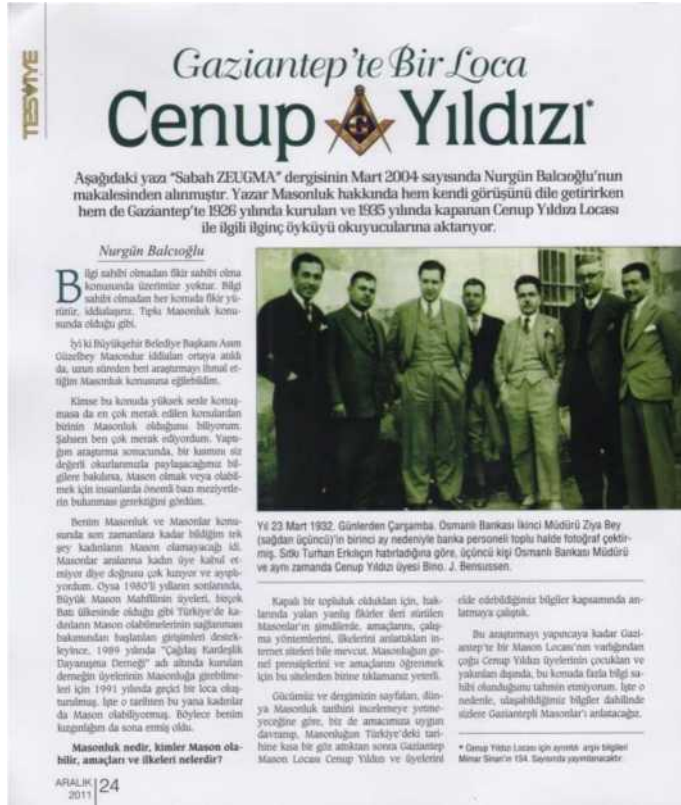 TESVİYE
Gaziantep'te Bir Loca
Cenup Yıldızı*
Aşağıdaki yazı "Sabah ZEUGMA" dergisinin Mart 2004 sayısında Nurgün Balcıoğlu'nun
makalesinden alınmıştır. Yazar Masonluk hakkında hem kendi görüşünü dile getirirken
hem de Gaziantep'te 1926 yılında kurulan ve 1935 yılında kapanan Cenup Yıldızı Locası
ile ilgili ilginç öyküyü okuyucularına aktarıyor.
Nurgün Balcıoğlu
Bilgi sahibi olmadan fikir sahibi olma
konusunda üzerimize yoktur. Bilgi
sahibi olmadan her konuda fikir yü-
rütür, iddialaşırız. Tıpkı Masonluk konu-
sunda olduğu gibi.
İyi ki Büyükşehir Belediye Başkanı Asım
Güzelbey Masondur iddiaları ortaya atıldı
da, uzun süreden beri araştırmayı ihmal et-
tiğim Masonluk konusuna eğilebildim.
Kimse bu konuda yüksek sesle konuş-
masa da en çok merak edilen konulardan
birinin Masonluk olduğunu biliyorum.
Şahsen ben çok merak ediyordum. Yaptı-
ğım araştırma sonucunda, bir kısmını siz
değerli okurlarımızla paylaşacağımız bil-
gilere bakılırsa, Mason olmak veya olabil-
mek için insanlarda önemli bazı meziyetle-
rin bulunması gerektiğini gördüm.
Benim Masonluk ve Masonlar konu-
sunda son zamanlara kadar bildiğim tek
şey kadınların Mason olamayacağı idi.
Masonlar aralarına kadın üye kabul et-
miyor diye doğrusu çok kızıyor ve ayıplı-
yordum. Oysa 1980'li yılların sonlarında,
Büyük Mason Mahfilinin üyeleri, birçok
Batı ülkesinde olduğu gibi Türkiye'de ka-
dınların Mason olabilmelerinin sağlanması
bakımından başlatılan girişimleri destek-
leyince, 1989 yılında "Çağdaş Kardeşlik
Dayanışma Derneği" adı altında kurulan
derneğin üyelerinin Masonluğa girebilme-
leri için 1991 yılında geçici bir loca oluş-
turulmuş. İşte o tarihten bu yana kadınlar
da Mason olabiliyormuş. Böylece benim
kızgınlığım da sona ermiş oldu.
Masonluk nedir, kimler Mason ola-
bilir, amaçları ve ilkeleri nelerdir?
Yıl 23 Mart 1932. Günlerden Çarşamba. Osmanlı Bankası İkinci Müdürü Ziya Bey
(sağdan üçüncü)'in birinci ay nedeniyle banka personeli toplu halde fotoğraf çektir-
miş. Sıtkı Turhan Erkılıçın hatırladığına göre, üçüncü kişi Osmanlı Bankası Müdürü
ve aynı zamanda Cenup Yıldızı üyesi Bino. J. Bensussen.
Kapalı bir topluluk oldukları için, hak-
larında yalan yanlış fikirler ileri sürülen
Masonlar'ın şimdilerde, amaçlarını, çalış-
ma yöntemlerini, ilkelerini anlattıkları in-
ternet siteleri bile mevcut. Masonluğun ge-
nel prensiplerini ve amaçlarını öğrenmek
için bu sitelerden birine tıklamanız yeterli.
Gücümüz ve dergimizin sayfaları, dün-
ya Masonluk tarihini incelemeye yetme-
yeceğine göre, biz de amacımıza uygun
davranıp, Masonluğun Türkiye'deki tari-
hine kısa bir göz attıktan sonra Gaziantep
Mason Locası Cenup Yıldızı ve üyelerini
elde edebildiğimiz bilgiler kapsamında an-
latmaya çalıştık.
Bu araştırmayı yapıncaya kadar Gazi-
antep'te bir Mason Locası'nın varlığından
çoğu Cenup Yıldızı üyelerinin çocukları ve
yakınları dışında, bu konuda fazla bilgi sa-
hibi olunduğunu tahmin etmiyorum. İşte o
nedenle, ulaşabildiğimiz bilgiler dahilinde
sizlere Gaziantepli Masonlar'ı anlatacağız.
* Cenup Yıldızı Locası için ayrıntılı arşiv bilgileri
Mimar Sinan'ın 154. Sayısında yayınlanacaktır.
ARALIK
2011
24